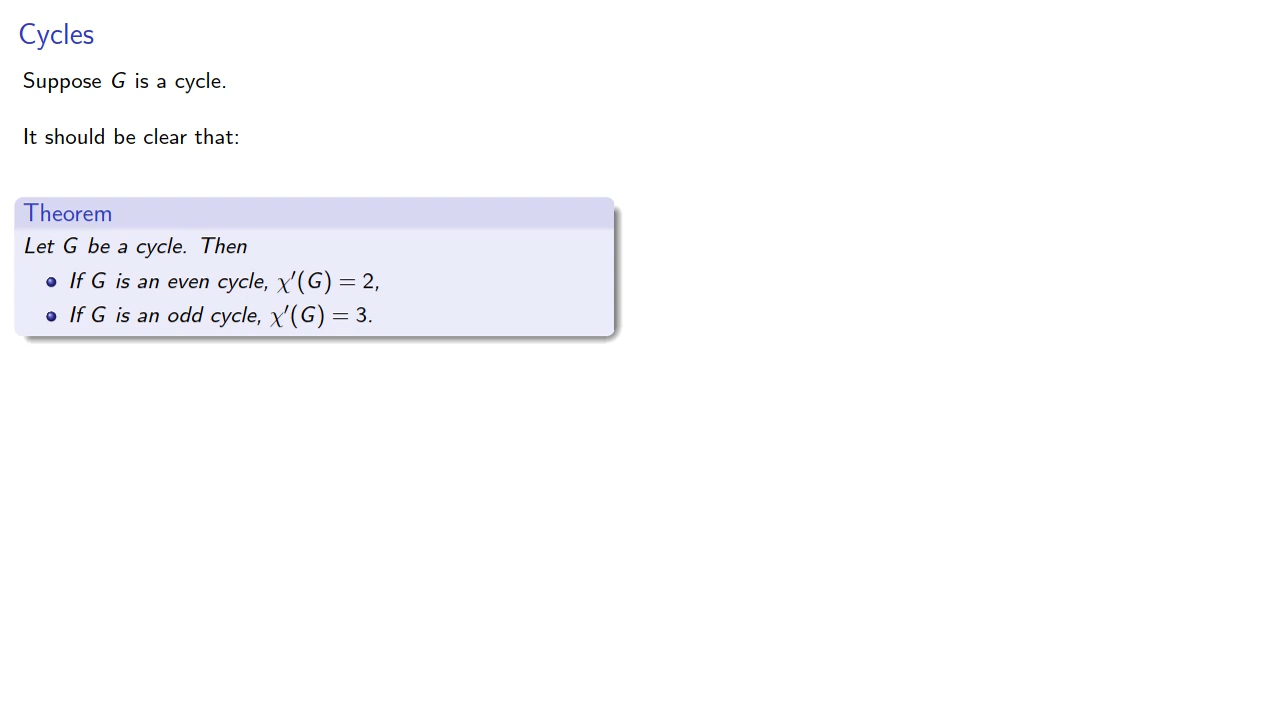 Cycles
Suppose G is a cycle.
It should be clear that:
Theorem
Let G be a cycle. Then
If G is an even cycle, χ′(G) = 2,
If G is an odd cycle, χ′(G) = 3.